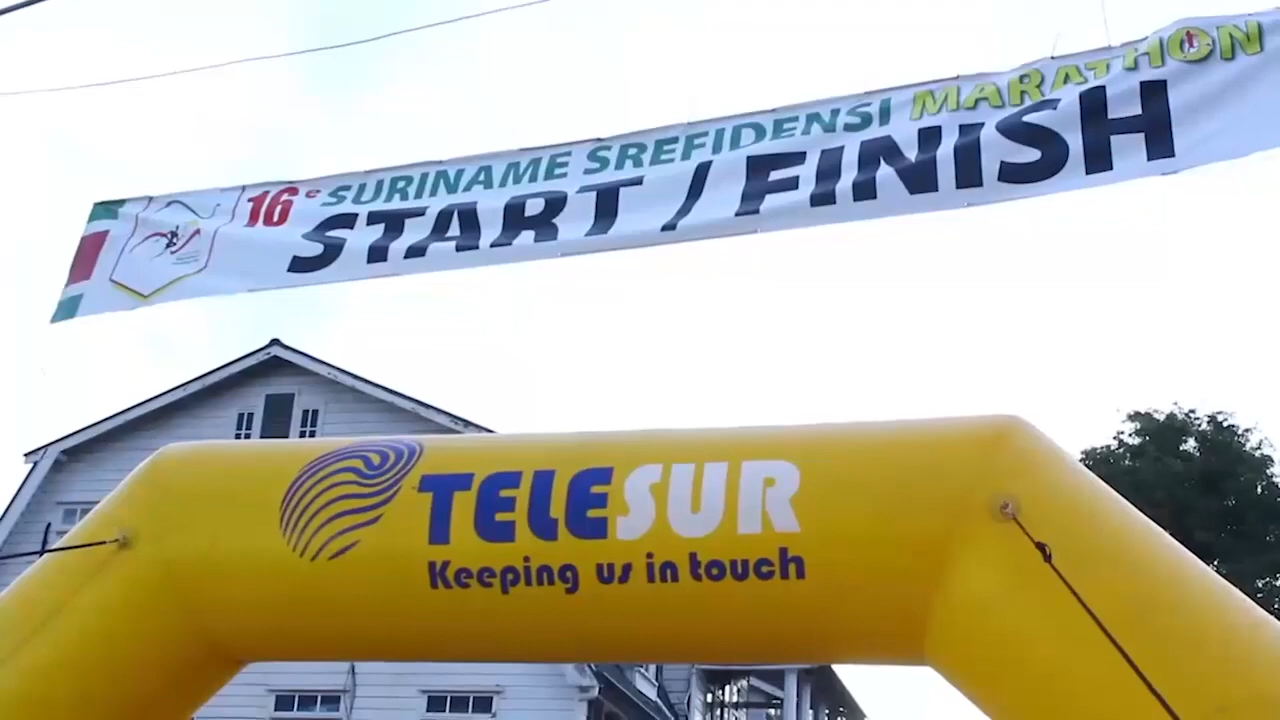 16e SURINAME SREFIDENSI MARATHON
START / FINISH
TELESUR
Keeping us in touch